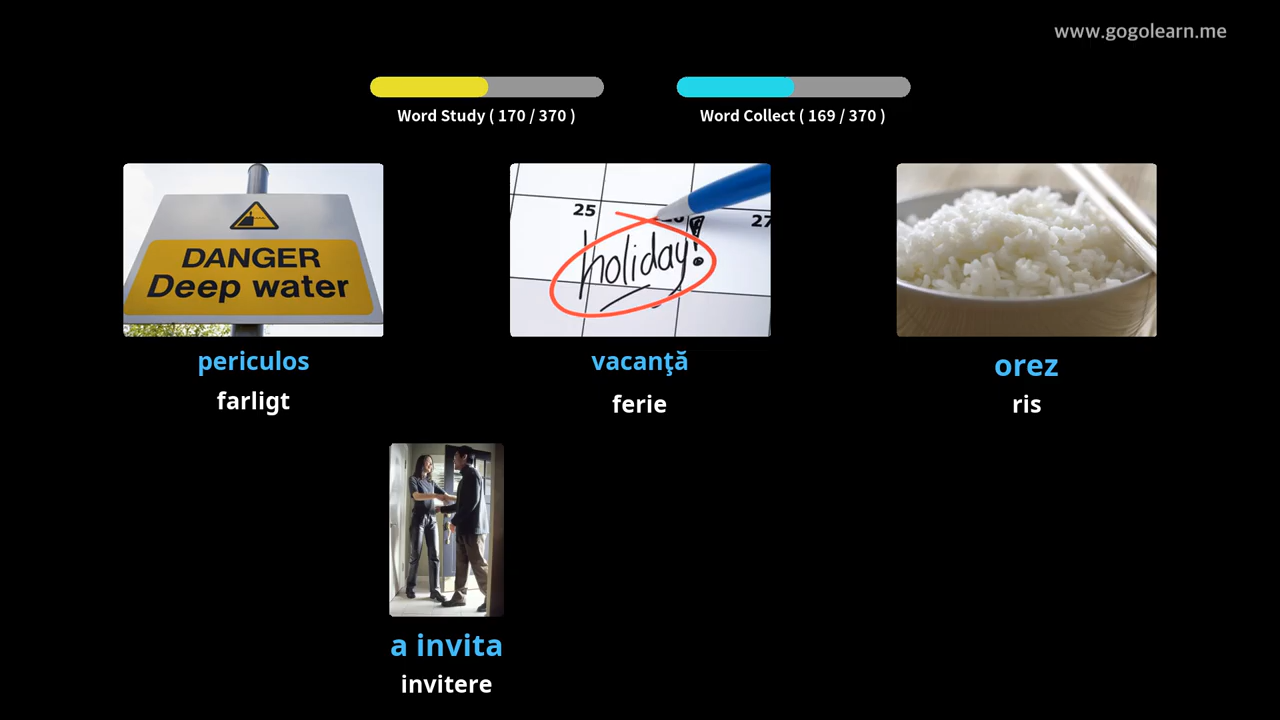 www.gogolearn.me
Word Study ( 170 / 370 )
Word Collect ( 169 / 370 )
DANGER
Deep water
25
27
holiday!
periculos
vacanţă
orez
farligt
ferie
ris
a invita
invitere